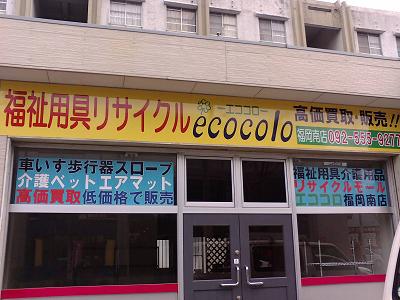 福祉用具リサイクル
ーエココロー
ecocolo
高価買取・販売!!
福岡南店 092-555-9277
車いす歩行器スロープ
介護ベットエアマット
高価買取低価格で販売
福祉用具介護用品
リサイクルモール
エココロ福岡南店